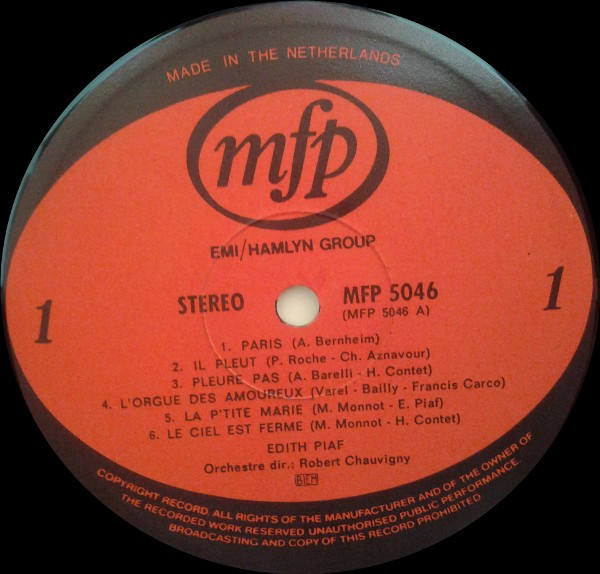 MADE IN THE NETHERLANDS
mfp
EMI/HAMLYN GROUP
STEREO MFP 5046
(MFP 5046 A)
1 1
1. PARIS (A. Bernheim)
2. IL PLEUT (P. Roche - Ch. Aznavour)
3. PLEURE PAS (A. Barelli - H. Contet)
4. L'ORGUE DES AMOUREUX (Varel - Bailly - Francis Carco)
5. LA P'TITE MARIE (M. Monnot - E. Piaf)
6. LE CIEL EST FERME (M. Monnot - H. Contet)
EDITH PIAF
Orchestre dir.: Robert Chauvigny
BIEM
COPYRIGHT RECORD. ALL RIGHTS OF THE MANUFACTURER AND OF THE OWNER OF
THE RECORDED WORK RESERVED UNAUTHORISED PUBLIC PERFORMANCE.
BROADCASTING AND COPY OF THIS RECORD PROHIBITED